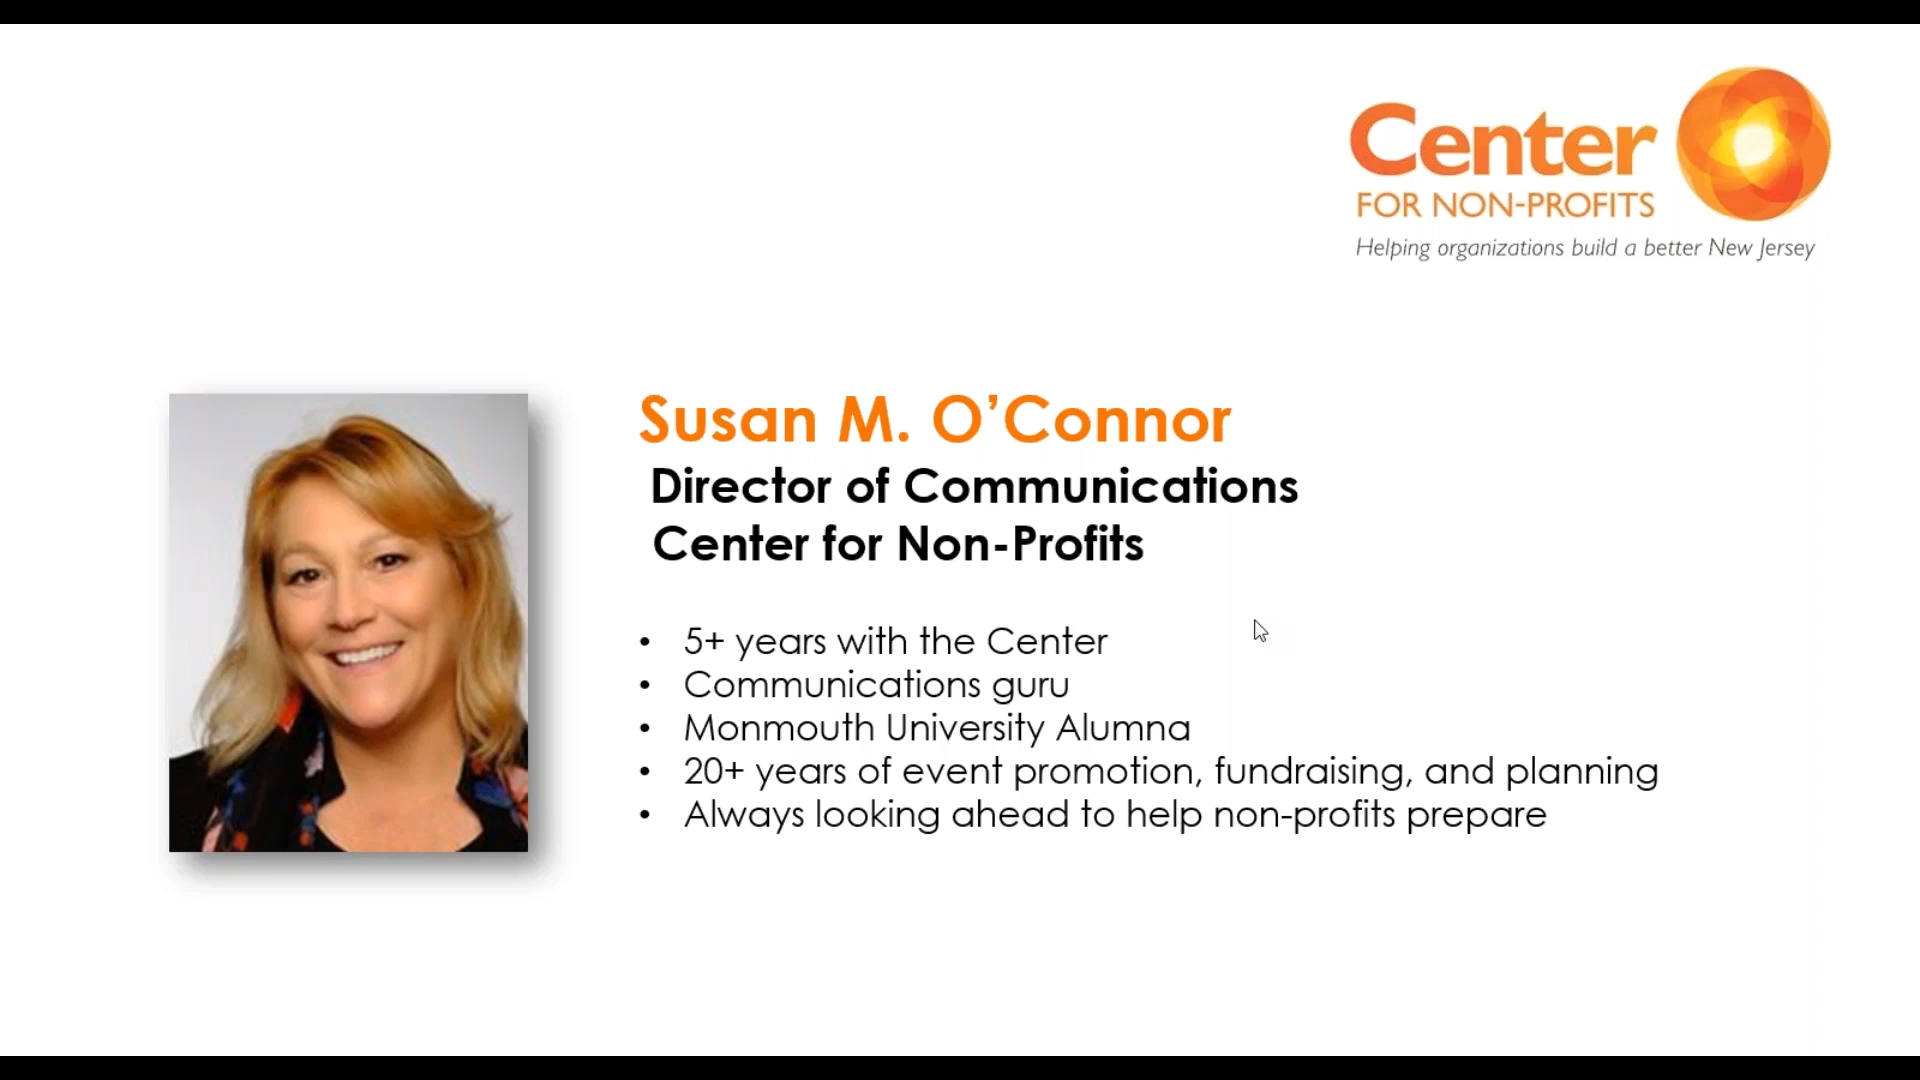 Center
FOR NON-PROFITS
Helping organizations build a better New Jersey
Susan M. O’Connor
Director of Communications
Center for Non-Profits
• 5+ years with the Center
• Communications guru
• Monmouth University Alumna
• 20+ years of event promotion, fundraising, and planning
• Always looking ahead to help non-profits prepare